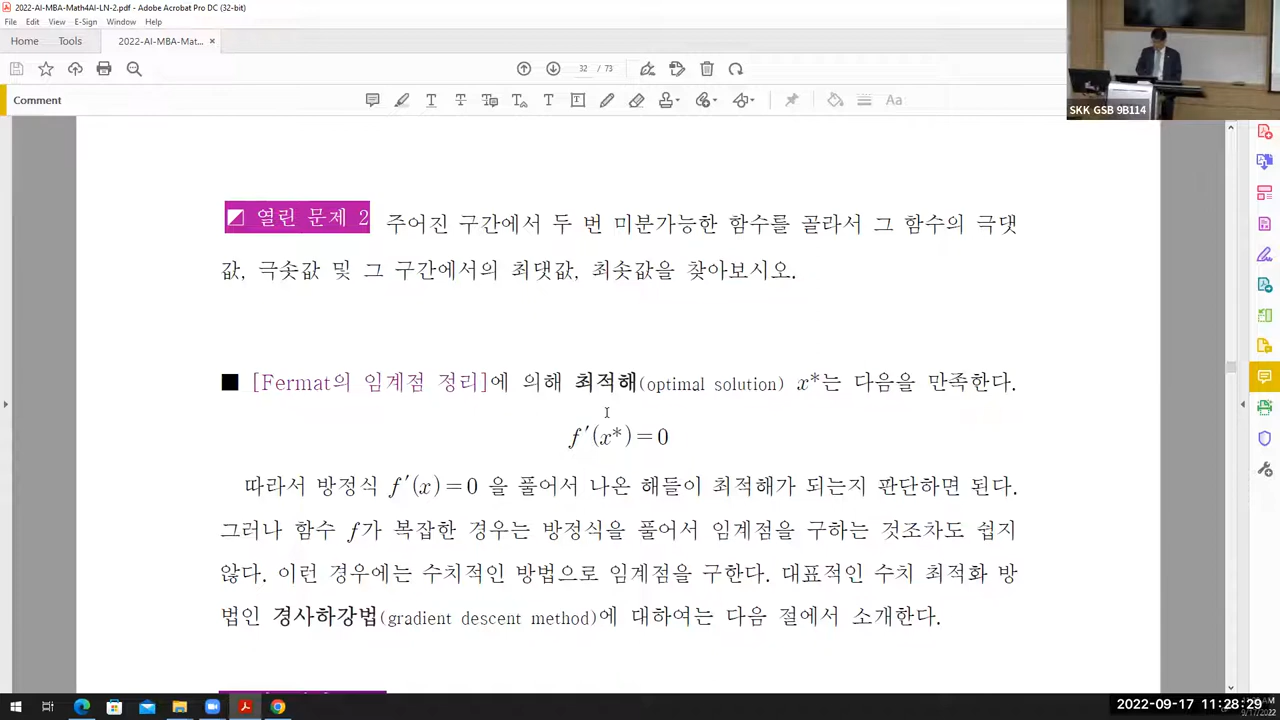 2022-AI-MBA-Math4AI-LN-2.pdf - Adobe Acrobat Pro DC (32-bit)
File Edit View E-Sign Window Help
Home Tools 2022-AI-MBA-Mat... ×
32 / 73
Comment
SKK GSB 9B114
열린 문제 2 주어진 구간에서 두 번 미분가능한 함수를 골라서 그 함수의 극댓
값, 극솟값 및 그 구간에서의 최댓값, 최솟값을 찾아보시오.
■ [Fermat의 임계점 정리]에 의해 최적해(optimal solution) x*는 다음을 만족한다.
f′(x*)=0
따라서 방정식 f′(x)=0 을 풀어서 나온 해들이 최적해가 되는지 판단하면 된다.
그러나 함수 f가 복잡한 경우는 방정식을 풀어서 임계점을 구하는 것조차도 쉽지
않다. 이런 경우에는 수치적인 방법으로 임계점을 구한다. 대표적인 수치 최적화 방
법인 경사하강법(gradient descent method)에 대하여는 다음 절에서 소개한다.
2022-09-17 11:28:29